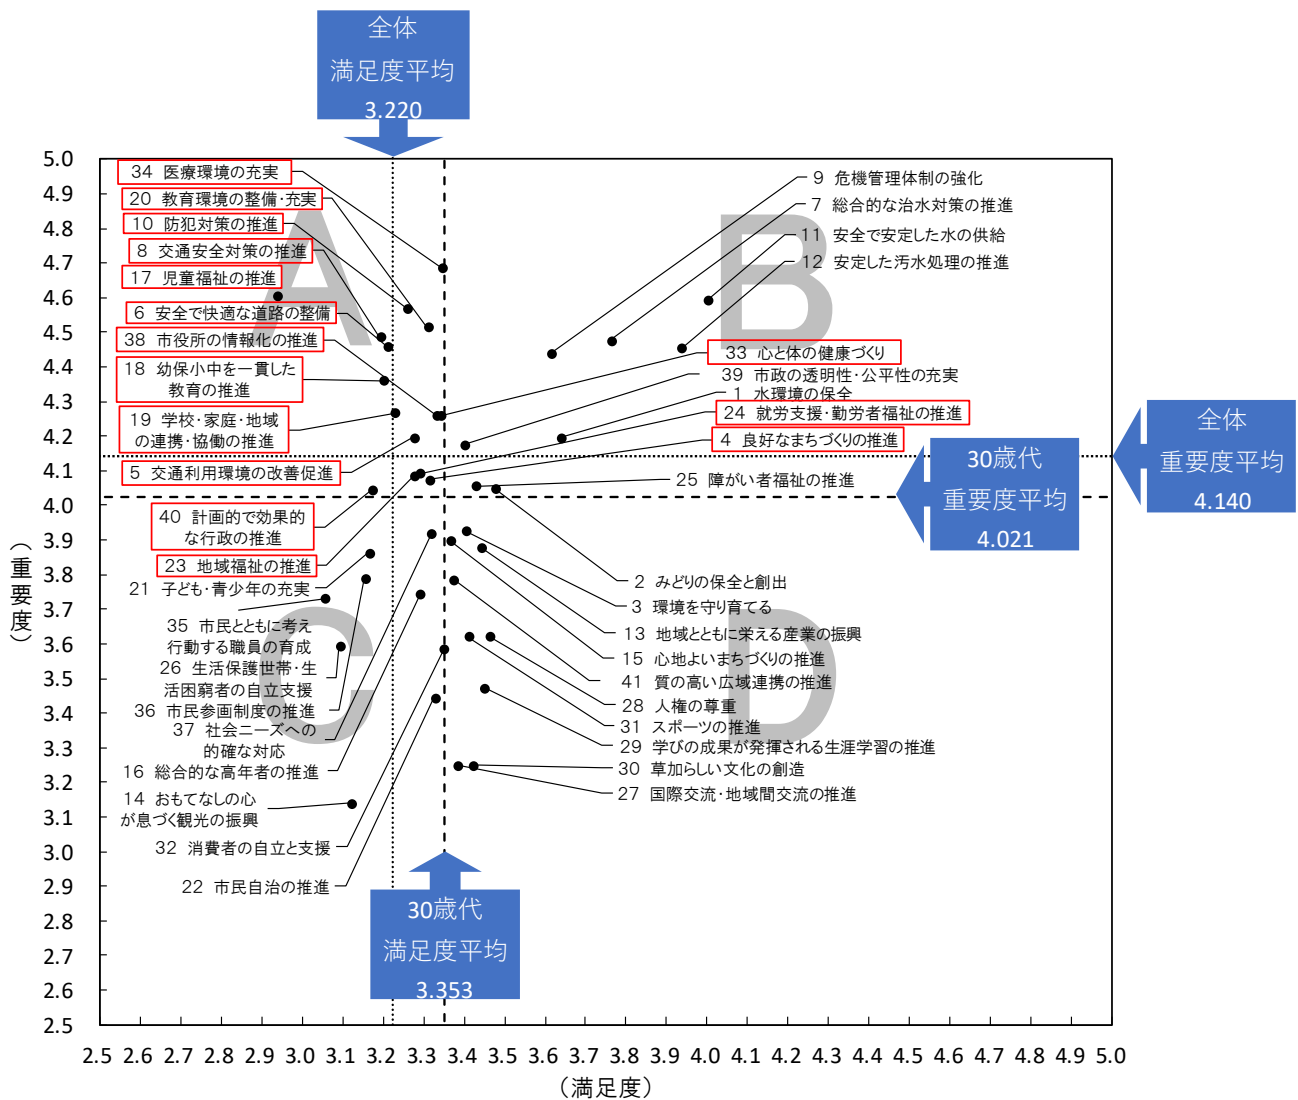 全体
満足度平均
3.220
5.0
4.9
4.8
4.7
4.6
4.5
4.4
4.3
4.2
4.1
4.0
3.9
3.8
3.7
3.6
3.5
3.4
3.3
3.2
3.1
3.0
2.9
2.8
2.7
2.6
2.5
（重要度）
A
B
C
D
34 医療環境の充実
20 教育環境の整備・充実
10 防犯対策の推進
8 交通安全対策の推進
17 児童福祉の推進
6 安全で快適な道路の整備
38 市役所の情報化の推進
18 幼保小中を一貫した
教育の推進
19 学校・家庭・地域
の連携・協働の推進
5 交通利用環境の改善促進
40 計画的で効果的
な行政の推進
23 地域福祉の推進
21 子ども・青少年の充実
35 市民とともに考え
行動する職員の育成
26 生活保護世帯・生
活困窮者の自立支援
36 市民参画制度の推進
37 社会ニーズへの
的確な対応
16 総合的な高年者の推進
14 おもてなしの心
が息づく観光の振興
32 消費者の自立と支援
22 市民自治の推進
9 危機管理体制の強化
7 総合的な治水対策の推進
11 安全で安定した水の供給
12 安定した汚水処理の推進
33 心と体の健康づくり
39 市政の透明性・公平性の充実
1 水環境の保全
24 就労支援・勤労者福祉の推進
4 良好なまちづくりの推進
25 障がい者福祉の推進
2 みどりの保全と創出
3 環境を守り育てる
13 地域とともに栄える産業の振興
15 心地よいまちづくりの推進
41 質の高い広域連携の推進
28 人権の尊重
31 スポーツの推進
29 学びの成果が発揮される生涯学習の推進
30 草加らしい文化の創造
27 国際交流・地域間交流の推進
30歳代
重要度平均
4.021
全体
重要度平均
4.140
30歳代
満足度平均
3.353
2.5 2.6 2.7 2.8 2.9 3.0 3.1 3.2 3.3 3.4 3.5 3.6 3.7 3.8 3.9 4.0 4.1 4.2 4.3 4.4 4.5 4.6 4.7 4.8 4.9 5.0
（満足度）